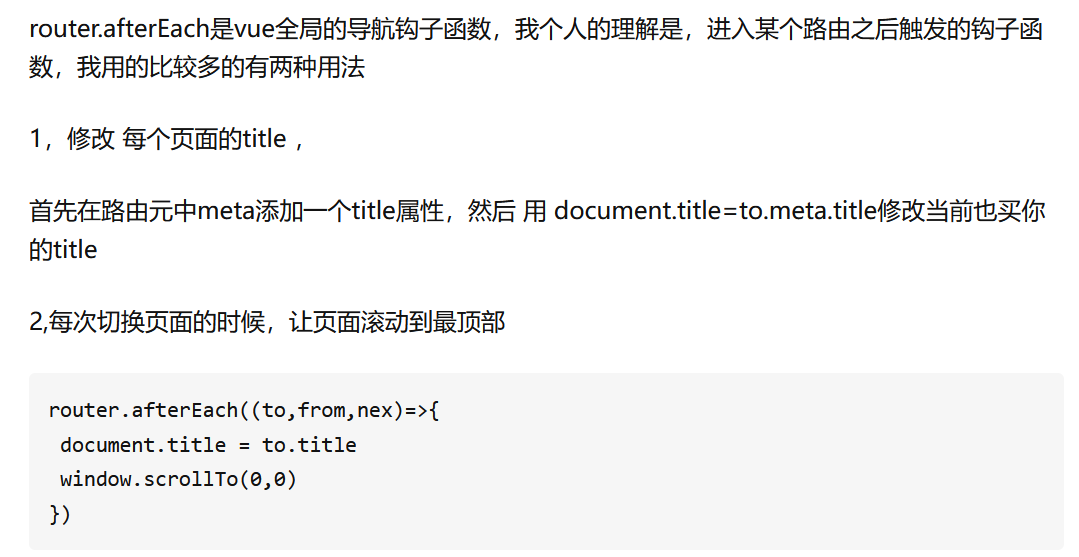 router.afterEach是vue全局的导航钩子函数，我个人的理解是，进入某个路由之后触发的钩子函
数，我用的比较多的有两种用法
1，修改 每个页面的title ，
首先在路由元中meta添加一个title属性，然后 用 document.title=to.meta.title修改当前也买你
的title
2,每次切换页面的时候，让页面滚动到最顶部
router.afterEach((to,from,nex)=>{
 document.title = to.title
 window.scrollTo(0,0)
})